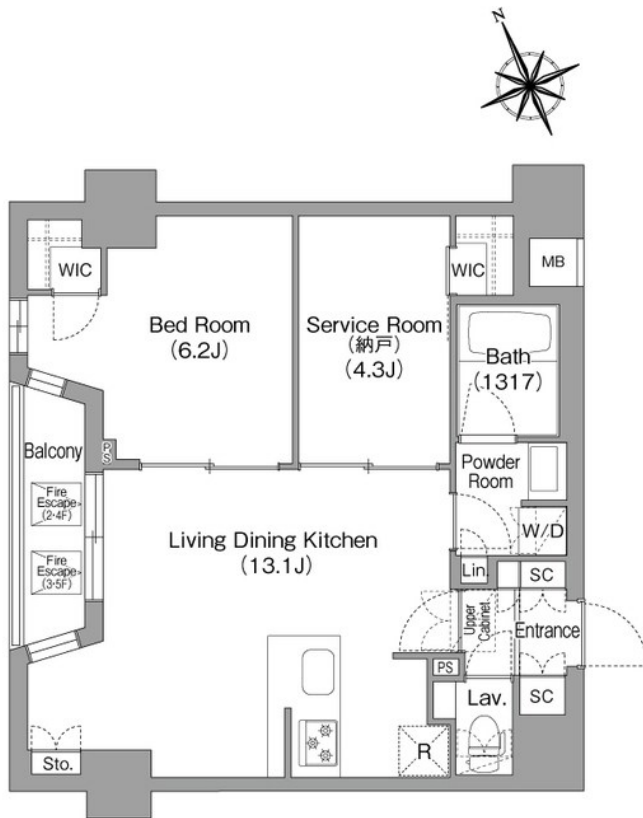 N
WIC
WIC
MB
Bed Room
(6.2J)
Service Room
(納戸)
(4.3J)
Bath
(1317)
Balcony
PS
Powder
Room
Fire
Escape
(2·4F)
Fire
Escape
(3·5F)
Living Dining Kitchen
(13.1J)
W/D
Lin.
SC
Upper
Cabinet
Entrance
PS
Lav.
SC
R
Sto.